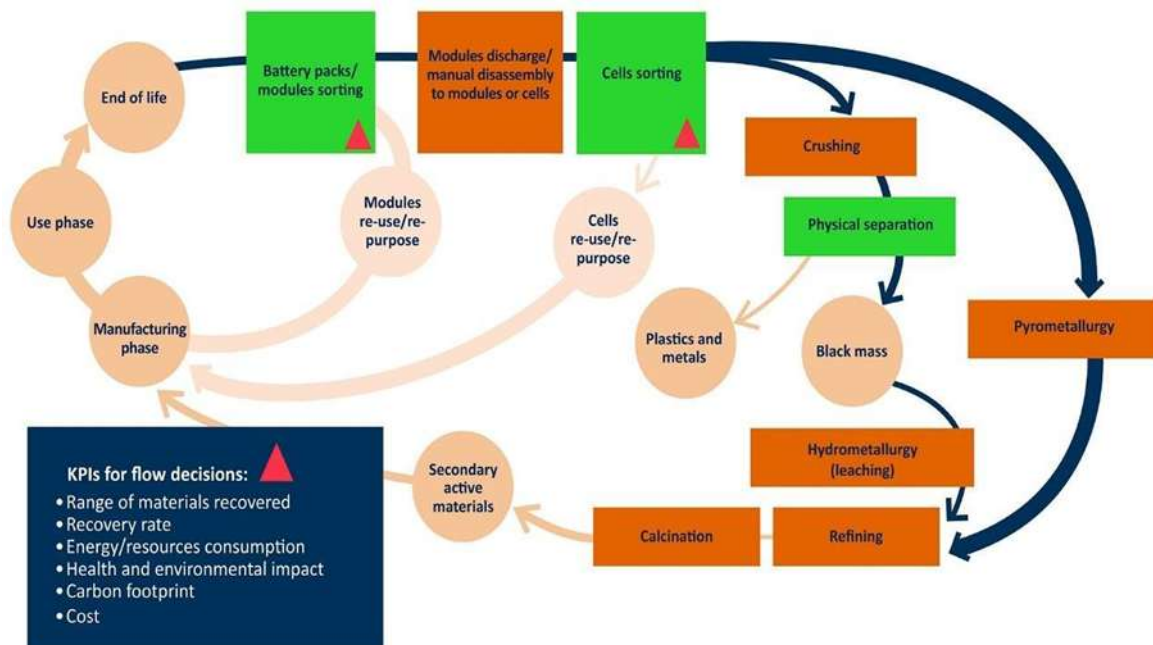 End of life
Battery packs/
modules sorting
Modules discharge/
manual disassembly
to modules or cells
Cells sorting
Crushing
Use phase
Modules
re-use/re-
purpose
Cells
re-use/re-
purpose
Physical separation
Manufacturing
phase
Plastics and
metals
Black mass
Pyrometallurgy
KPIs for flow decisions:
•Range of materials recovered
•Recovery rate
•Energy/resources consumption
•Health and environmental impact
•Carbon footprint
•Cost
Secondary
active
materials
Hydrometallurgy
(leaching)
Calcination
Refining